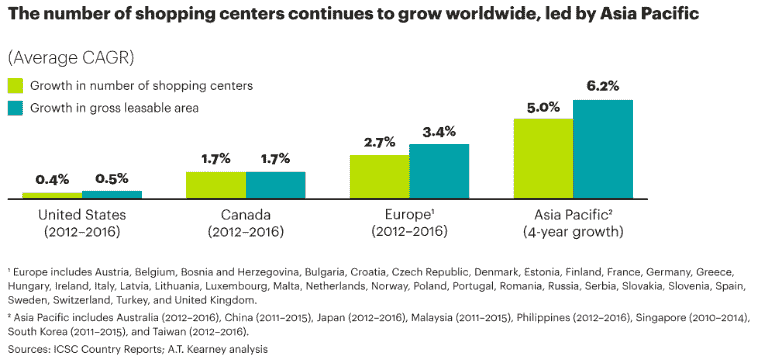 The number of shopping centers continues to grow worldwide, led by Asia Pacific
(Average CAGR)
Growth in number of shopping centers
Growth in gross leasable area
0.4%
0.5%
1.7%
1.7%
2.7%
3.4%
5.0%
6.2%
United States
(2012–2016)
Canada
(2012–2016)
Europe¹
(2012–2016)
Asia Pacific²
(4-year growth)
¹ Europe includes Austria, Belgium, Bosnia and Herzegovina, Bulgaria, Croatia, Czech Republic, Denmark, Estonia, Finland, France, Germany, Greece,
Hungary, Ireland, Italy, Latvia, Lithuania, Luxembourg, Malta, Netherlands, Norway, Poland, Portugal, Romania, Russia, Serbia, Slovakia, Slovenia, Spain,
Sweden, Switzerland, Turkey, and United Kingdom.
² Asia Pacific includes Australia (2012–2016), China (2011–2015), Japan (2012–2016), Malaysia (2011–2015), Philippines (2012–2016), Singapore (2010–2014),
South Korea (2011–2015), and Taiwan (2012–2016).
Sources: ICSC Country Reports; A.T. Kearney analysis